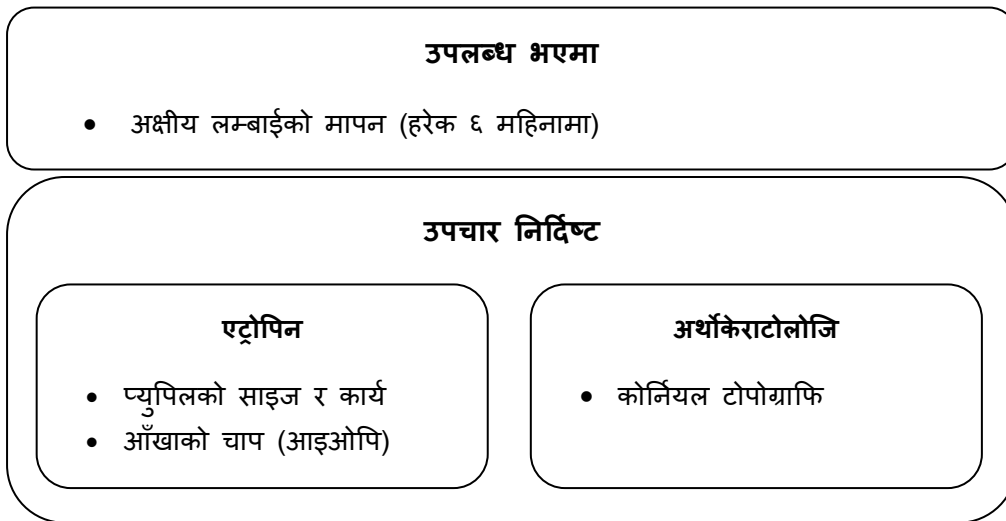 उपलब्ध भएमा
• अक्षीय लम्बाईको मापन (हरेक ६ महिनामा)
उपचार निर्दिष्ट
एट्रोपिन
• प्युपिलको साइज र कार्य
• आँखाको चाप (आइओपि)
अर्थोकेराटोलोजि
• कोर्नियल टोपोग्राफि